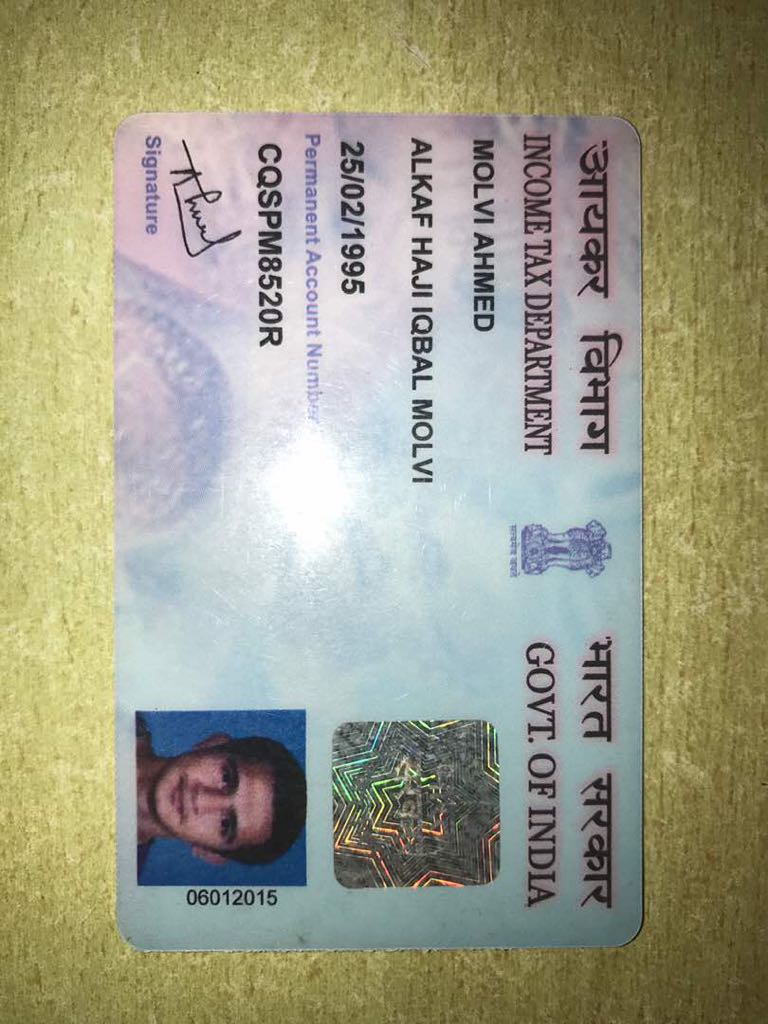 आयकर विभाग
INCOME TAX DEPARTMENT
भारत सरकार
GOVT. OF INDIA
सत्यमेव जयते
MOLVI AHMED
ALKAF HAJI IQBAL MOLVI
25/02/1995
Permanent Account Number
CQSPM8520R
Signature
06012015